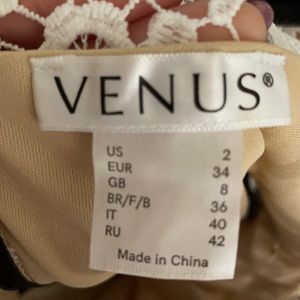 VENUS®
US 2
EUR 34
GB 8
BR/F/B 36
IT 40
RU 42
Made in China